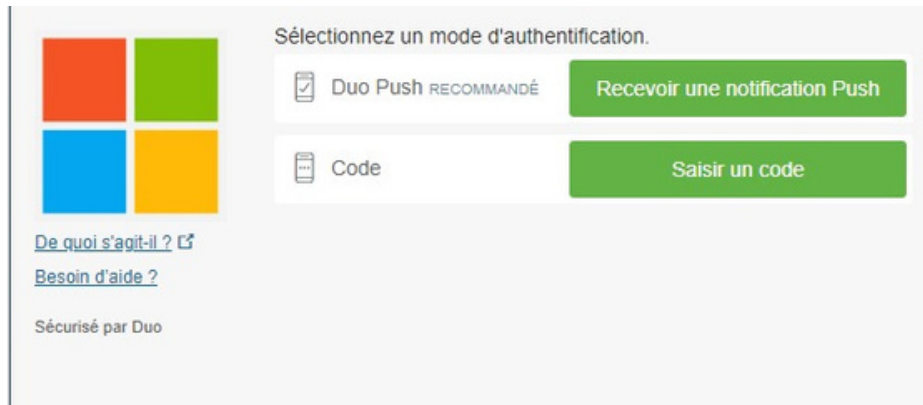 Sélectionnez un mode d'authentification.
Duo Push RECOMMANDÉ
Recevoir une notification Push
Code
Saisir un code
De quoi s'agit-il ?
Besoin d'aide ?
Sécurisé par Duo